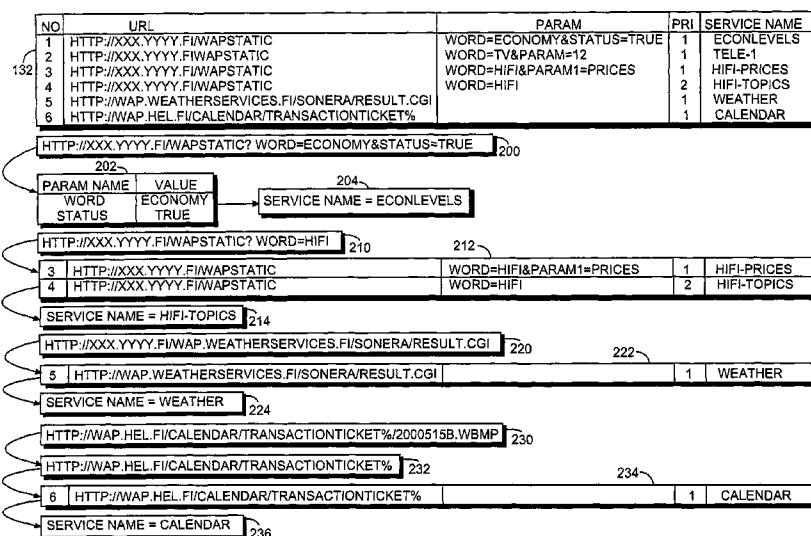 NO. URL PARAM PRI SERVICE NAME
1 HTTP://XXX.YYYY.FI/WAPSTATIC WORD=ECONOMY&STATUS=TRUE 1 ECONLEVELS
2 HTTP://XXX.YYYY.FI/WAPSTATIC WORD=TV&PARAM=12 1 TELE-1
132
3 HTTP://XXX.YYYY.FI/WAPSTATIC WORD=HIFI&PARAM1=PRICES 1 HIFI-PRICES
4 HTTP://XXX.YYYY.FI/WAPSTATIC WORD=HIFI 2 HIFI-TOPICS
5 HTTP://WAP.WEATHERSERVICES.FI/SONERA/RESULT.CGI 1 WEATHER
6 HTTP://WAP.HEL.FI/CALENDAR/TRANSACTIONTICKET% 1 CALENDAR
HTTP://XXX.YYYY.FI/WAPSTATIC? WORD=ECONOMY&STATUS=TRUE 200
202
PARAM NAME VALUE
204
WORD ECONOMY SERVICE NAME = ECONLEVELS
STATUS TRUE
HTTP://XXX.YYYY.FI/WAPSTATIC? WORD=HIFI 210
212
3 HTTP://XXX.YYYY.FI/WAPSTATIC WORD=HIFI&PARAM1=PRICES 1 HIFI-PRICES
4 HTTP://XXX.YYYY.FI/WAPSTATIC WORD=HIFI 2 HIFI-TOPICS
SERVICE NAME = HIFI-TOPICS 214
HTTP://XXX.YYYY.FI/WAP.WEATHERSERVICES.FI/SONERA/RESULT.CGI 220
222
5 HTTP://WAP.WEATHERSERVICES.FI/SONERA/RESULT.CGI 1 WEATHER
SERVICE NAME = WEATHER 224
HTTP://WAP.HEL.FI/CALENDAR/TRANSACTIONTICKET%/2000515B.WBMP 230
HTTP://WAP.HEL.FI/CALENDAR/TRANSACTIONTICKET% 232
234
6 HTTP://WAP.HEL.FI/CALENDAR/TRANSACTIONTICKET% 1 CALENDAR
SERVICE NAME = CALENDAR 236